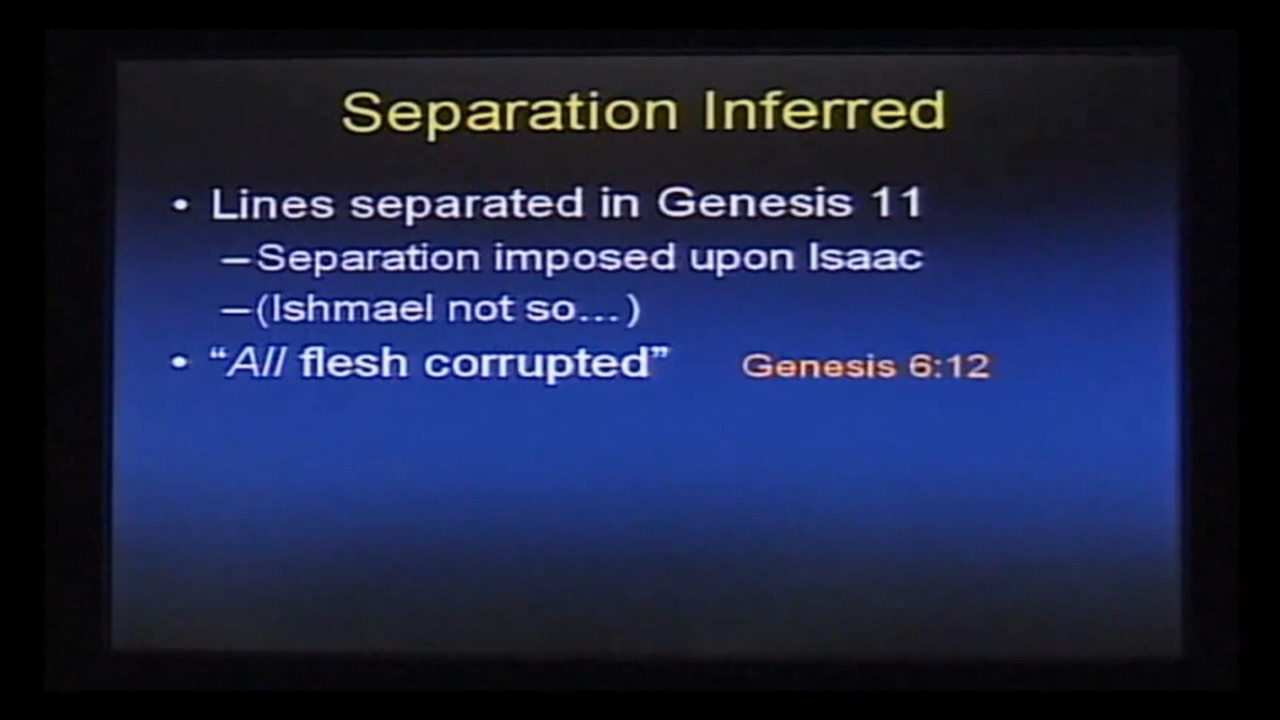 Separation Inferred
• Lines separated in Genesis 11
–Separation imposed upon Isaac
–(Ishmael not so…)
• “All flesh corrupted” Genesis 6:12